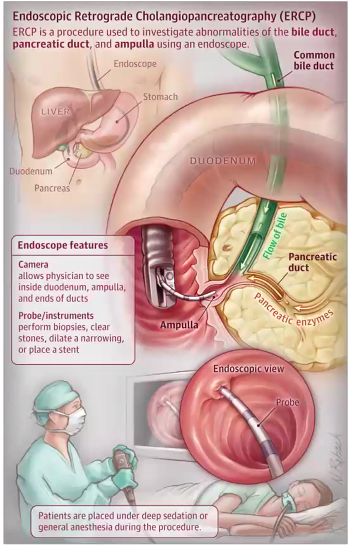 Endoscopic Retrograde Cholangiopancreatography (ERCP)
ERCP is a procedure used to investigate abnormalities of the bile duct,
pancreatic duct, and ampulla using an endoscope.
Common
bile duct
Endoscope
Stomach
LIVER
Duodenum
Pancreas
DUODENUM
Flow of bile
Pancreatic
duct
Pancreatic enzymes
Ampulla
Endoscope features
Camera
allows physician to see
inside duodenum, ampulla,
and ends of ducts
Probe/instruments
perform biopsies, clear
stones, dilate a narrowing,
or place a stent
Endoscopic view
Probe
Patients are placed under deep sedation or
general anesthesia during the procedure.